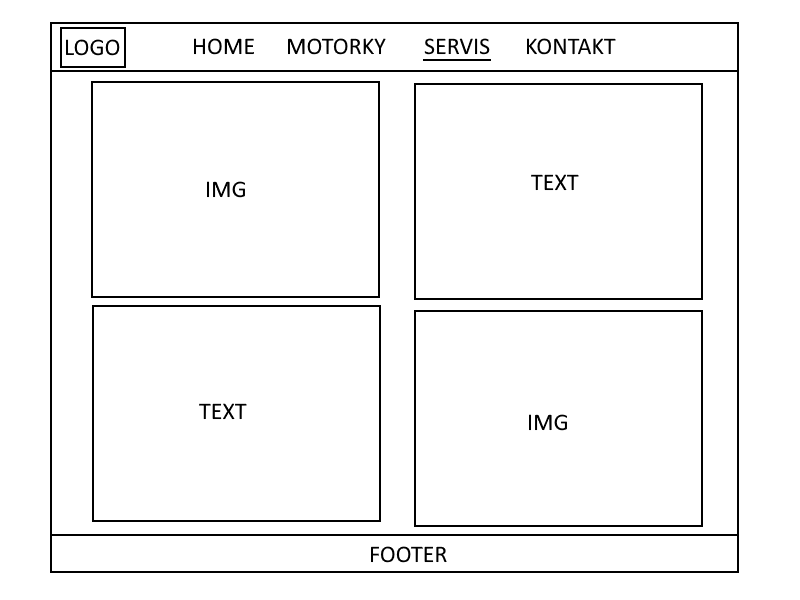 LOGO HOME MOTORKY SERVIS KONTAKT
IMG
TEXT
TEXT
IMG
FOOTER